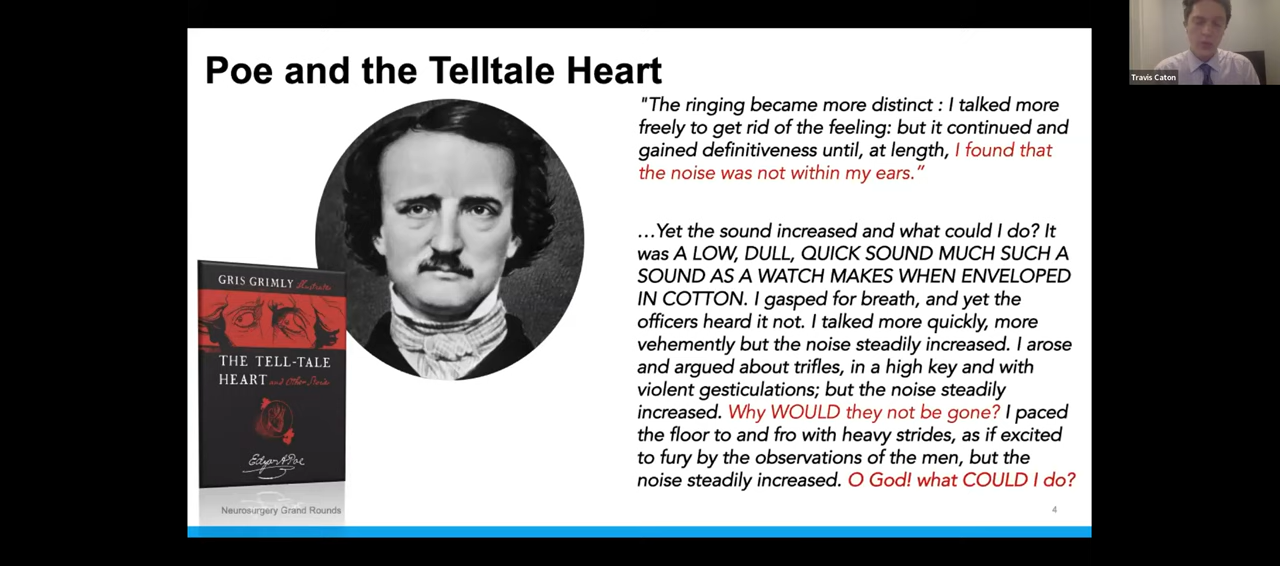 Poe and the Telltale Heart
"The ringing became more distinct : I talked more
freely to get rid of the feeling: but it continued and
gained definitiveness until, at length, I found that
the noise was not within my ears.”
…Yet the sound increased and what could I do? It
was A LOW, DULL, QUICK SOUND MUCH SUCH A
SOUND AS A WATCH MAKES WHEN ENVELOPED
IN COTTON. I gasped for breath, and yet the
officers heard it not. I talked more quickly, more
vehemently but the noise steadily increased. I arose
and argued about trifles, in a high key and with
violent gesticulations; but the noise steadily
increased. Why WOULD they not be gone? I paced
the floor to and fro with heavy strides, as if excited
to fury by the observations of the men, but the
noise steadily increased. O God! what COULD I do?
GRIS GRIMLY
THE TELL-TALE
HEART and Other
Edgar A Poe
Neurosurgery Grand Rounds
4
Travis Caton